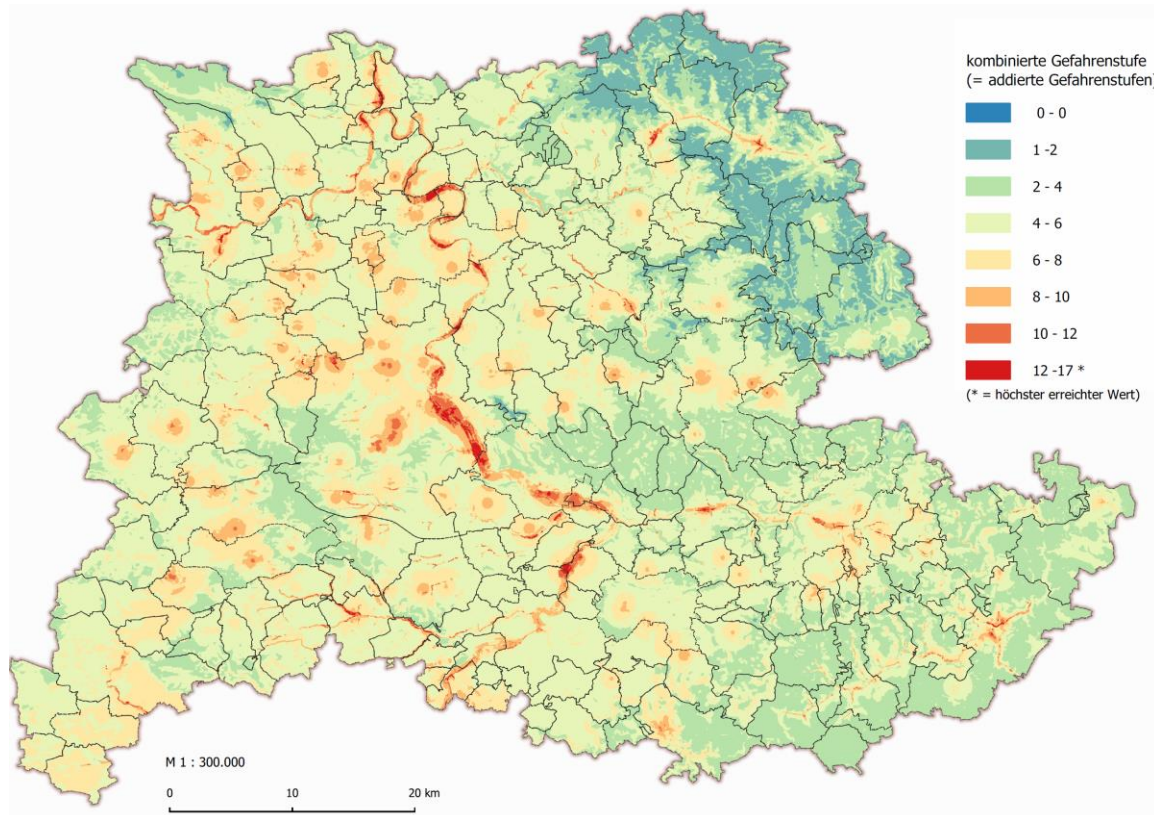 kombinierte Gefahrenstufe
(= addierte Gefahrenstufen)
0 - 0
1 -2
2 - 4
4 - 6
6 - 8
8 - 10
10 - 12
12 -17 *
(* = höchster erreichter Wert)
M 1 : 300.000
0 10 20 km